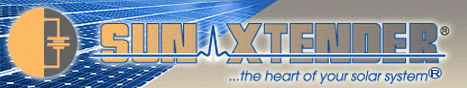 SUN XTENDER®
...the heart of your solar system®